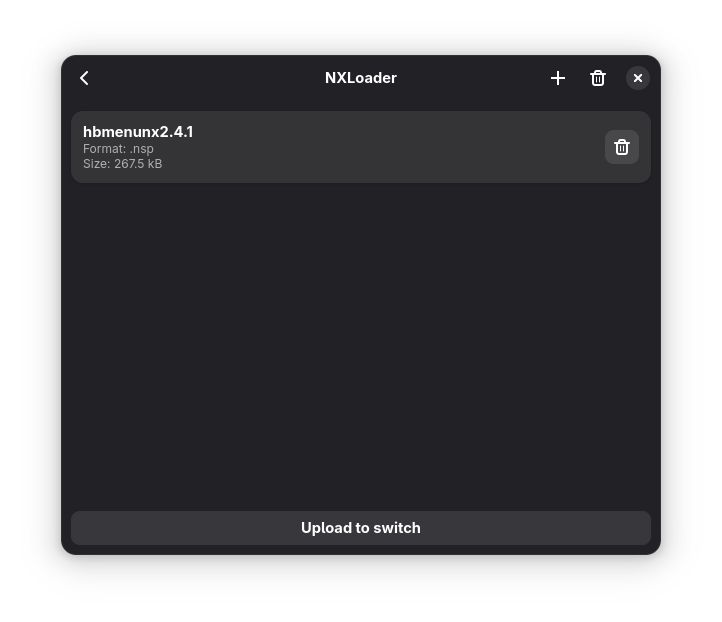 NXLoader
hbmenunx2.4.1
Format: .nsp
Size: 267.5 kB
Upload to switch